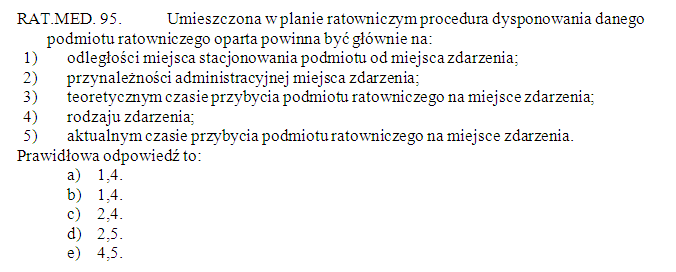 RAT.MED. 95. Umieszczona w planie ratowniczym procedura dysponowania danego
podmiotu ratowniczego oparta powinna być głównie na:
1) odległości miejsca stacjonowania podmiotu od miejsca zdarzenia;
2) przynależności administracyjnej miejsca zdarzenia;
3) teoretycznym czasie przybycia podmiotu ratowniczego na miejsce zdarzenia;
4) rodzaju zdarzenia;
5) aktualnym czasie przybycia podmiotu ratowniczego na miejsce zdarzenia.
Prawidłowa odpowiedź to:
a) 1,4.
b) 1,4.
c) 2,4.
d) 2,5.
e) 4,5.